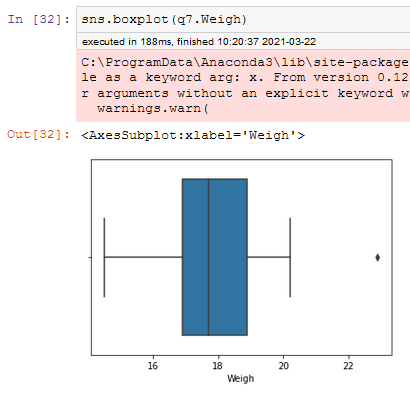 In [32]: sns.boxplot(q7.Weigh)
executed in 188ms, finished 10:20:37 2021-03-22
C:\ProgramData\Anaconda3\lib\site-package
le as a keyword arg: x. From version 0.12
r arguments without an explicit keyword w
warnings.warn(
Out[32]: <AxesSubplot:xlabel='Weigh'>
16 18 20 22
Weigh